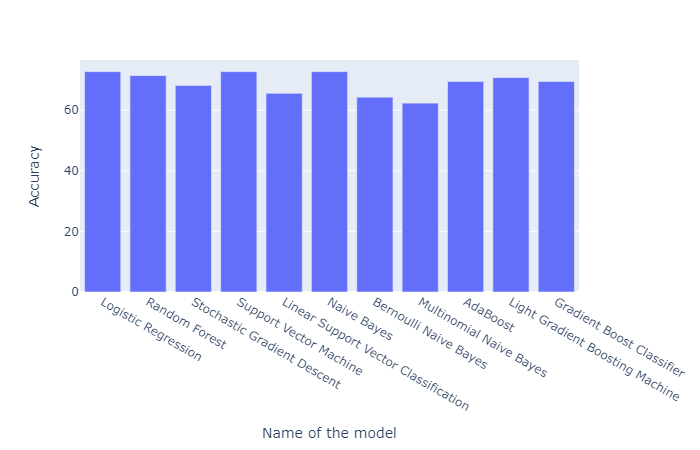 Accuracy
60
40
20
0
Logistic Regression
Random Forest
Stochastic Gradient Descent
Support Vector Machine
Linear Support Vector Classification
Naive Bayes
Bernoulli Naive Bayes
Multinomial Naive Bayes
AdaBoost
Light Gradient Boosting Machine
Gradient Boost Classifier
Name of the model